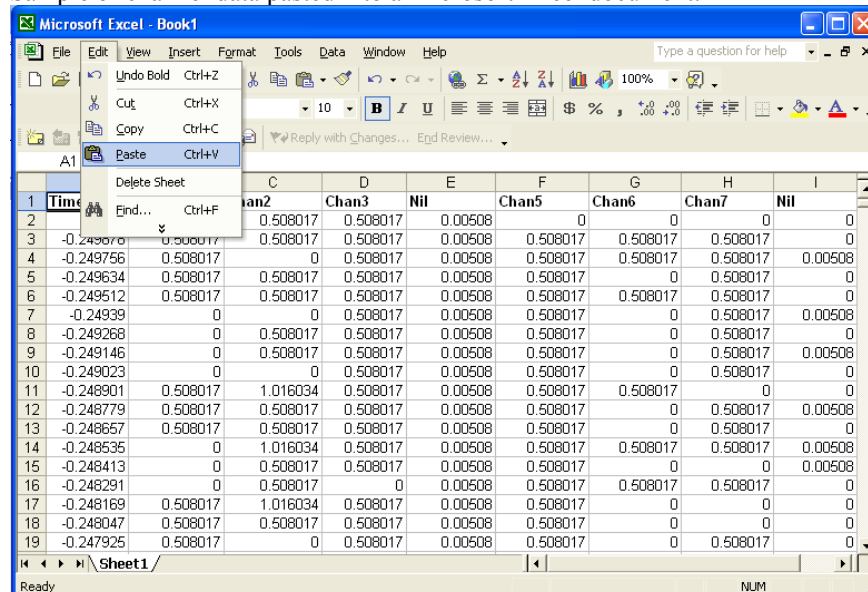 Microsoft Excel - Book1
File Edit View Insert Format Tools Data Window Help Type a question for help
Undo Bold Ctrl+Z Σ 100%
Cut Ctrl+X 10 B I U $ % ,
Copy Ctrl+C Reply with Changes... End Review...
A1 Paste Ctrl+V
Delete Sheet C D E F G H I
Find... Ctrl+F
1 Time Chan3 Nil Chan5 Chan6 Chan7 Nil
2 0.508017 0.508017 0.00508 0 0 0 0
3 -0.249878 0.508017 0.508017 0.508017 0.00508 0.508017 0.508017 0.508017 0
4 -0.249756 0.508017 0 0.508017 0.00508 0.508017 0.508017 0.508017 0.00508
5 -0.249634 0.508017 0.508017 0.508017 0.00508 0.508017 0 0.508017 0
6 -0.249512 0.508017 0.508017 0.508017 0.00508 0.508017 0.508017 0.508017 0
7 -0.24939 0 0 0.508017 0.00508 0.508017 0 0.508017 0.00508
8 -0.249268 0 0.508017 0.508017 0.00508 0.508017 0 0.508017 0
9 -0.249146 0 0.508017 0.508017 0.00508 0.508017 0 0.508017 0.00508
10 -0.249023 0 0 0.508017 0.00508 0.508017 0 0.508017 0
11 -0.248901 0.508017 1.016034 0.508017 0.00508 0.508017 0.508017 0 0
12 -0.248779 0.508017 0.508017 0.508017 0.00508 0.508017 0 0.508017 0.00508
13 -0.248657 0.508017 0.508017 0.508017 0.00508 0.508017 0 0.508017 0
14 -0.248535 0 1.016034 0.508017 0.00508 0.508017 0.508017 0.508017 0.00508
15 -0.248413 0 0.508017 0.508017 0.00508 0.508017 0 0 0.00508
16 -0.248291 0 0.508017 0 0.00508 0.508017 0.508017 0.508017 0
17 -0.248169 0.508017 1.016034 0.508017 0.00508 0.508017 0 0 0
18 -0.248047 0.508017 0.508017 0.508017 0.00508 0.508017 0 0 0
19 -0.247925 0.508017 0 0.508017 0.00508 0.508017 0 0.508017 0
Sheet1
Ready NUM